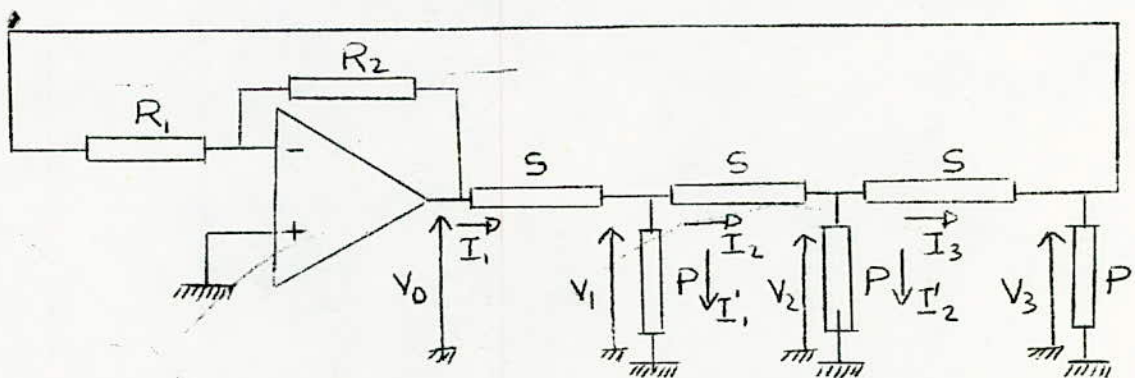 R2
R1
S S S
-
+
I1 I2 I3
V0 V1 P I'1 V2 P I'2 V3 P